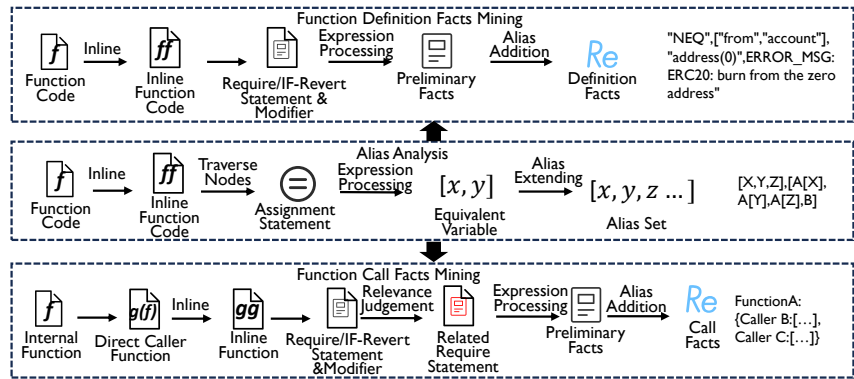 Function Definition Facts Mining
f
Inline
ff
Expression
Processing
Alias
Addition
Re
Function
Code
Inline
Function
Code
Require/IF-Revert
Statement &
Modifier
Preliminary
Facts
Definition
Facts
"NEQ",["from","account"],
"address(0)",ERROR_MSG:
ERC20: burn from the zero
address"
Alias Analysis
f
Inline
ff
Traverse
Nodes
Expression
Processing
[x, y]
Alias
Extending
[x, y, z ...]
Function
Code
Inline
Function
Code
Assignment
Statement
Equivalent
Variable
Alias Set
[X,Y,Z],[A[X],
A[Y],A[Z],B]
Function Call Facts Mining
f
g(f)
Inline
gg
Relevance
Judgement
Expression
Processing
Alias
Addition
Re
Internal
Function
Direct Caller
Function
Inline
Function
Require/IF-Revert
Statement
&Modifier
Related
Require
Statement
Preliminary
Facts
Call
Facts
FunctionA:
{Caller B:[...],
Caller C:[...]}